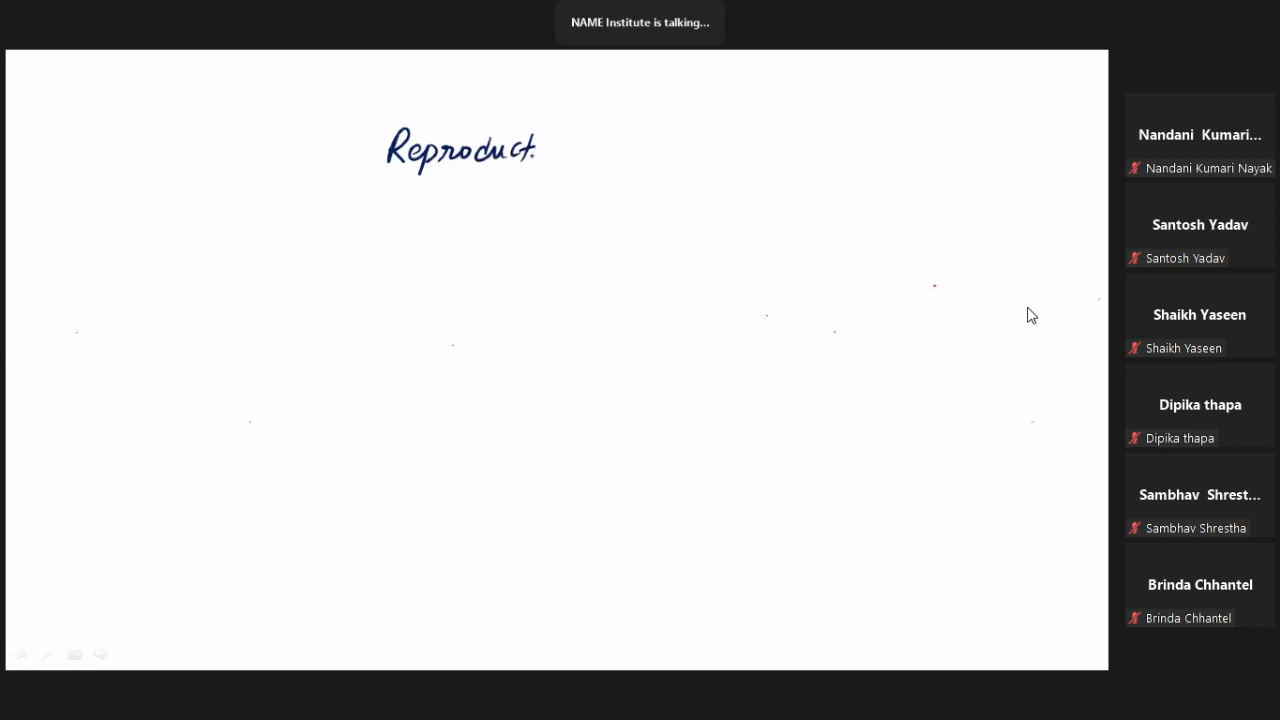 NAME Institute is talking...
Reproduct.
Nandani Kumari...
Nandani Kumari Nayak
Santosh Yadav
Santosh Yadav
Shaikh Yaseen
Shaikh Yaseen
Dipika thapa
Dipika thapa
Sambhav Shrest...
Sambhav Shrestha
Brinda Chhantel
Brinda Chhantel